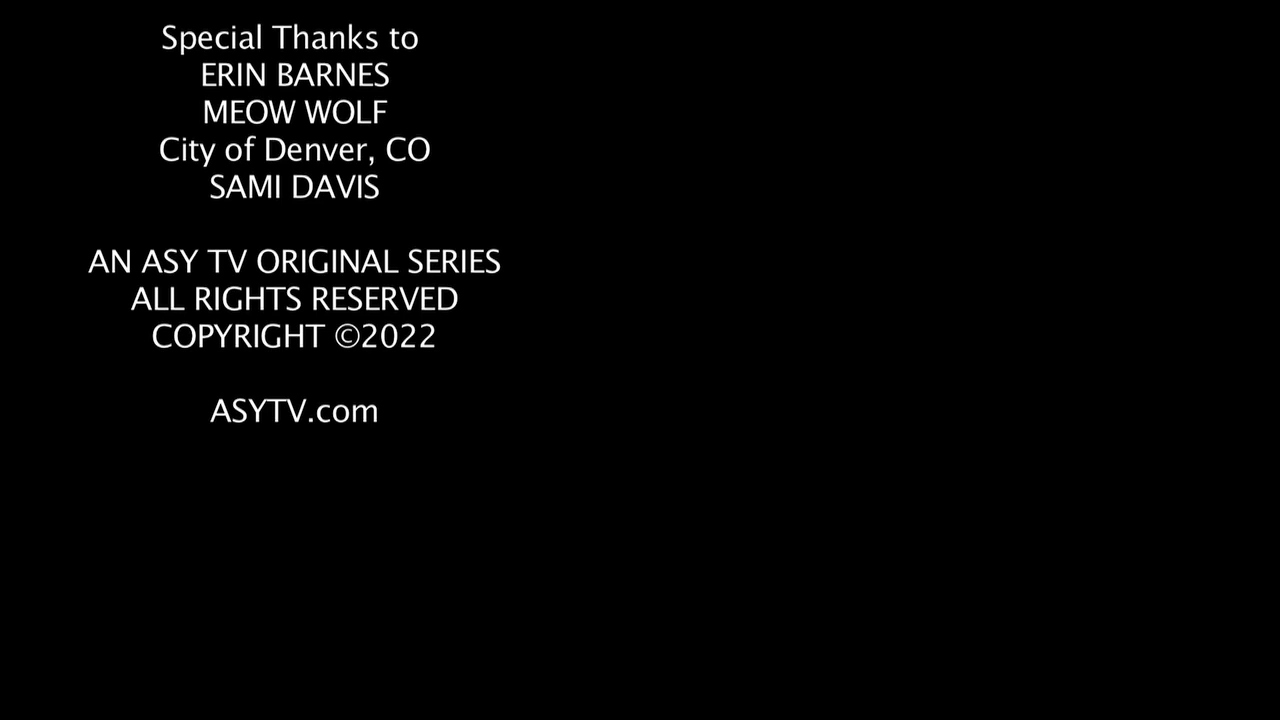 Special Thanks to
ERIN BARNES
MEOW WOLF
City of Denver, CO
SAMI DAVIS
AN ASY TV ORIGINAL SERIES
ALL RIGHTS RESERVED
COPYRIGHT ©2022
ASYTV.com